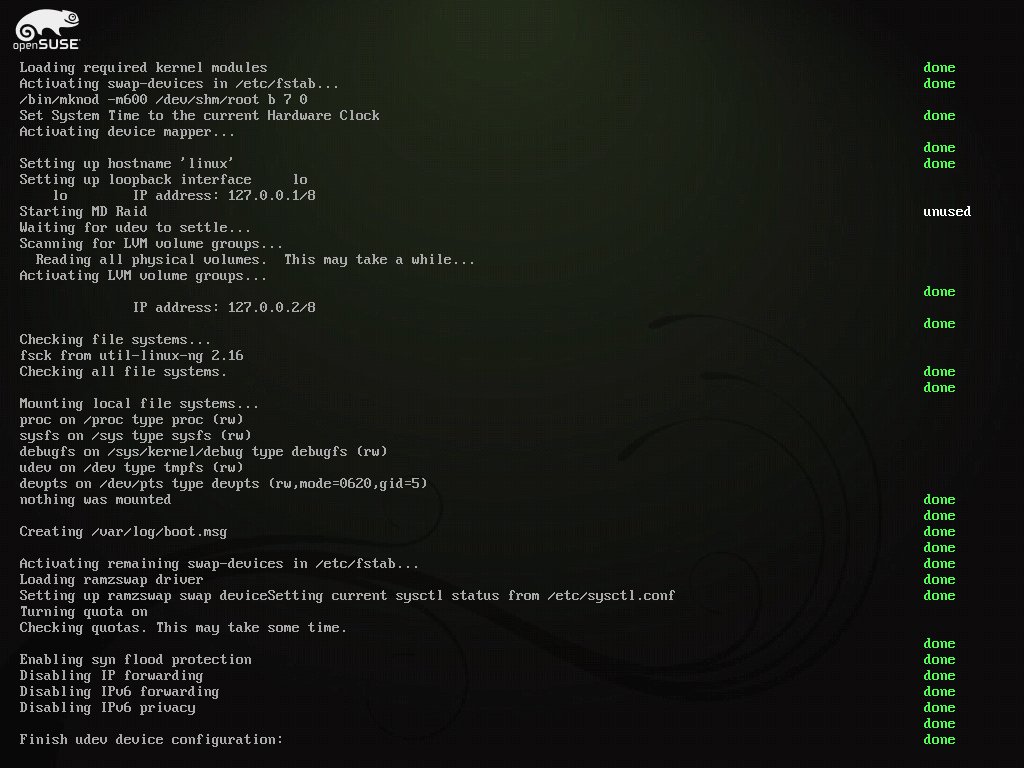 openSUSE
Loading required kernel modules done
Activating swap-devices in /etc/fstab... done
/bin/mknod -m600 /dev/shm/root b 7 0
Set System Time to the current Hardware Clock done
Activating device mapper...
done
Setting up hostname 'linux' done
Setting up loopback interface lo
lo IP address: 127.0.0.1/8
Starting MD Raid unused
Waiting for udev to settle...
Scanning for LVM volume groups...
Reading all physical volumes. This may take a while...
Activating LVM volume groups...
done
IP address: 127.0.0.2/8
done
Checking file systems...
fsck from util-linux-ng 2.16
Checking all file systems. done
done
Mounting local file systems...
proc on /proc type proc (rw)
sysfs on /sys type sysfs (rw)
debugfs on /sys/kernel/debug type debugfs (rw)
udev on /dev type tmpfs (rw)
devpts on /dev/pts type devpts (rw,mode=0620,gid=5)
nothing was mounted done
done
Creating /var/log/boot.msg done
done
Activating remaining swap-devices in /etc/fstab... done
Loading ramzswap driver done
Setting up ramzswap swap deviceSetting current sysctl status from /etc/sysctl.conf done
Turning quota on
Checking quotas. This may take some time.
done
Enabling syn flood protection done
Disabling IP forwarding done
Disabling IPv6 forwarding done
Disabling IPv6 privacy done
done
Finish udev device configuration: done